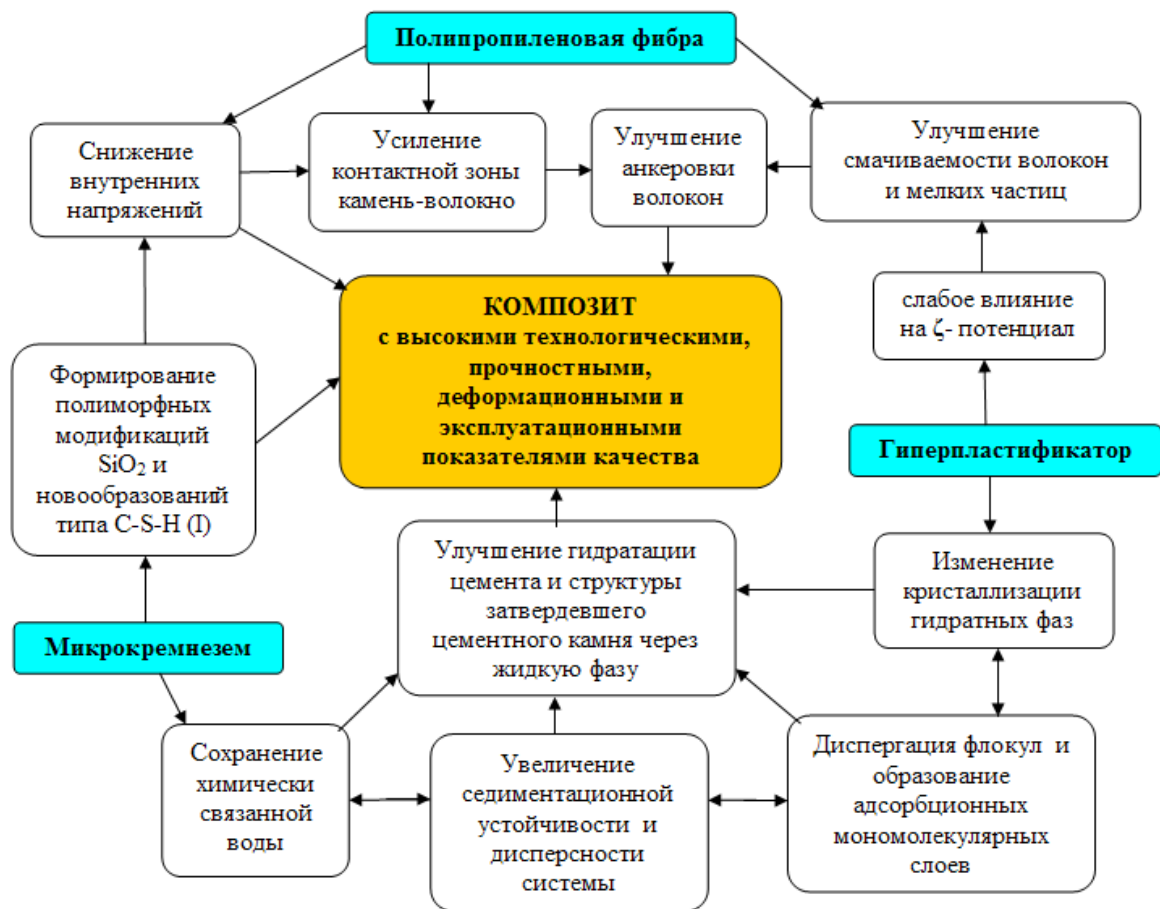 Полипропиленовая фибра
Снижение
внутренних
напряжений
Усиление
контактной зоны
камень-волокно
Улучшение
анкеровки
волокон
Улучшение
смачиваемости волокон
и мелких частиц
КОМПОЗИТ
с высокими технологическими,
прочностными,
деформационными и
эксплуатационными
показателями качества
слабое влияние
на ζ- потенциал
Формирование
полиморфных
модификаций
SiO₂ и
новообразований
типа C-S-H (I)
Гиперпластификатор
Улучшение гидратации
цемента и структуры
затвердевшего
цементного камня через
жидкую фазу
Изменение
кристаллизации
гидратных фаз
Микрокремнезем
Сохранение
химически
связанной
воды
Увеличение
седиментационной
устойчивости и
дисперсности
системы
Диспергация флокул и
образование
адсорбционных
мономолекулярных
слоев